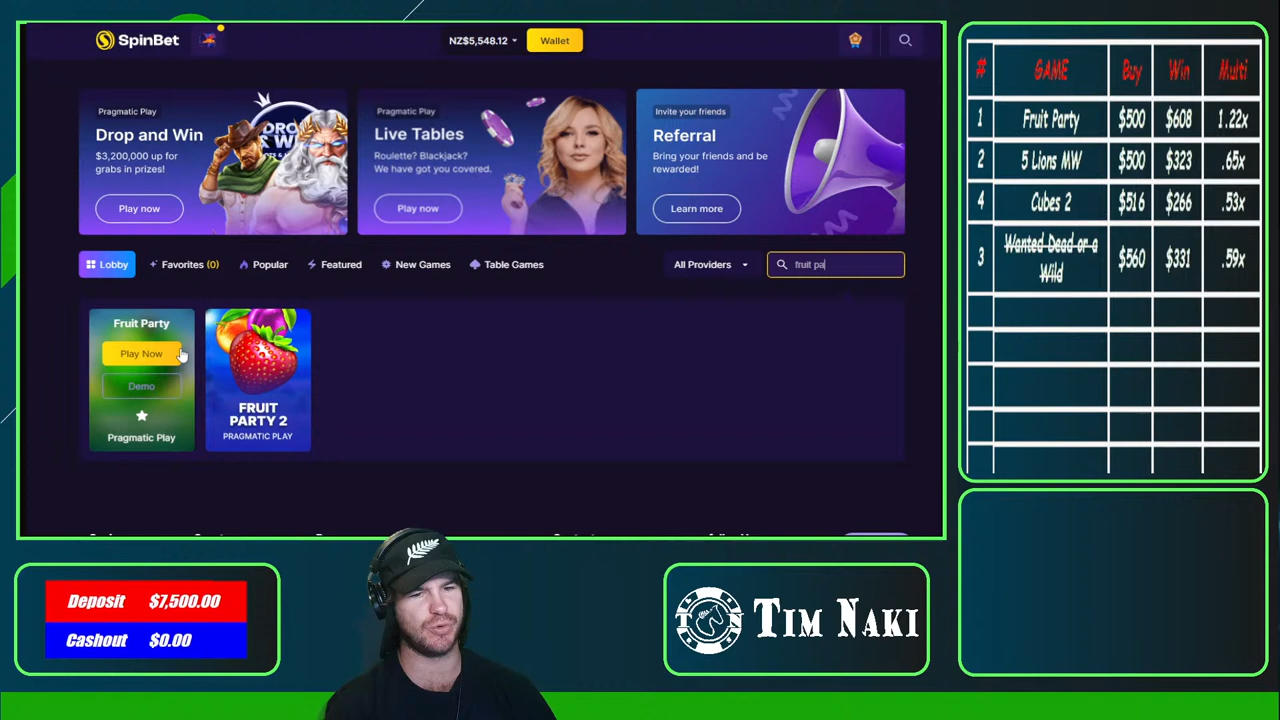 SpinBet
NZ$5,548.12
Wallet
Pragmatic Play
Drop and Win
$3,200,000 up for
grabs in prizes!
Play now
Pragmatic Play
Live Tables
Roulette? Blackjack?
We have got you covered.
Play now
Invite your friends
Referral
Bring your friends and be
rewarded!
Learn more
Lobby
Favorites (0)
Popular
Featured
New Games
Table Games
All Providers
fruit pa
Fruit Party
Play Now
Demo
Pragmatic Play
FRUIT
PARTY 2
PRAGMATIC PLAY
# GAME Buy Win Multi
1 Fruit Party $500 $608 1.22x
2 5 Lions MW $500 $323 .65x
4 Cubes 2 $516 $266 .53x
3 Wanted Dead or a
Wild $560 $331 .59x
Deposit $7,500.00
Cashout $0.00
TIM NAKI